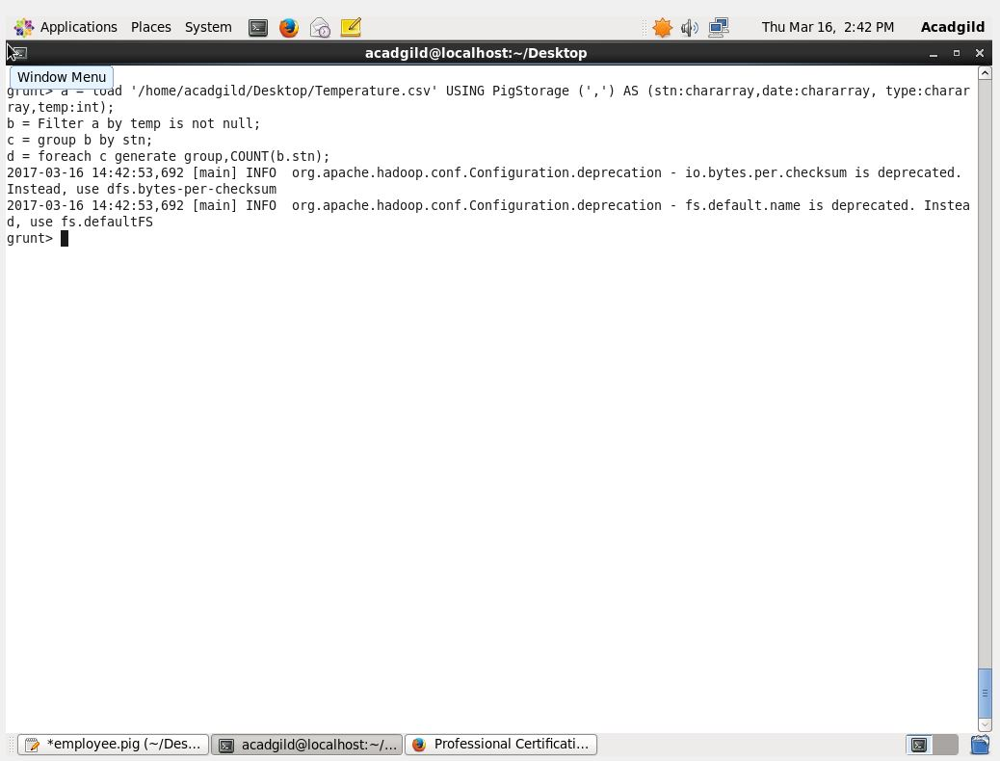 Applications Places System Thu Mar 16, 2:42 PM Acadgild
acadgild@localhost:~/Desktop
Window Menu
grunt> a = load '/home/acadgild/Desktop/Temperature.csv' USING PigStorage (',') AS (stn:chararray,date:chararray, type:charar
ray,temp:int);
b = Filter a by temp is not null;
c = group b by stn;
d = foreach c generate group,COUNT(b.stn);
2017-03-16 14:42:53,692 [main] INFO  org.apache.hadoop.conf.Configuration.deprecation - io.bytes.per.checksum is deprecated.
Instead, use dfs.bytes-per-checksum
2017-03-16 14:42:53,692 [main] INFO  org.apache.hadoop.conf.Configuration.deprecation - fs.default.name is deprecated. Instea
d, use fs.defaultFS
grunt>
*employee.pig (~/Des... acadgild@localhost:~/... Professional Certificati...